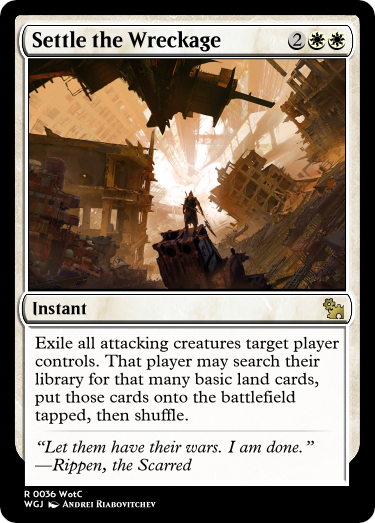 Settle the Wreckage 2
Instant
Exile all attacking creatures target player
controls. That player may search their
library for that many basic land cards,
put those cards onto the battlefield
tapped, then shuffle.
“Let them have their wars. I am done.”
—Rippen, the Scarred
R 0036 WotC
WGJ Andrei Riabovitchev